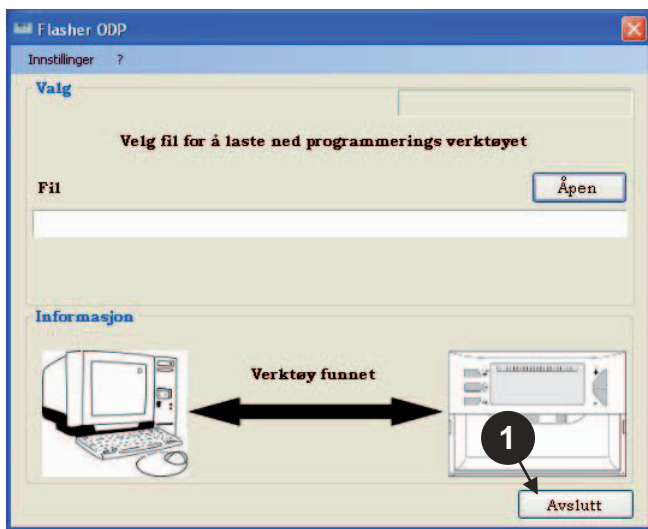 Flasher ODP
Innstillinger ?
Valg
Velg fil for å laste ned programmerings verktøyet
Fil
Åpen
Informasjon
Verktøy funnet
1
Avslutt